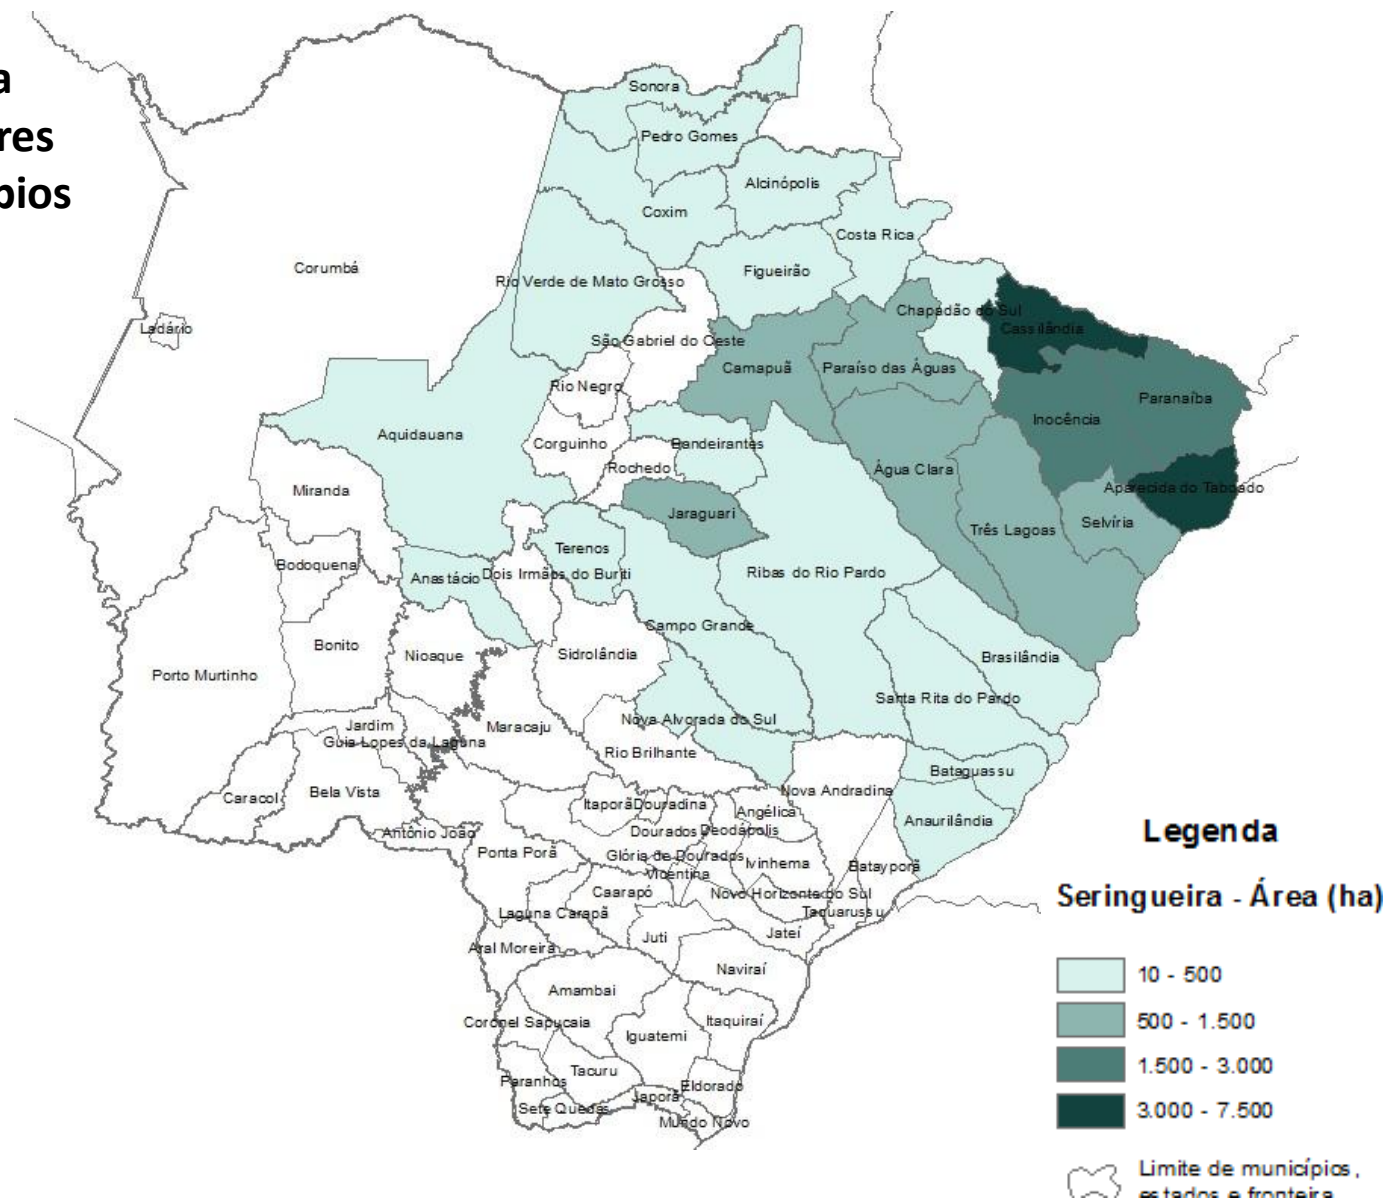 a
res
pios
Sonora
Pedro Gomes
Alcinópolis
Coxim
Costa Rica
Corumbá
Figueirão
Rio Verde de Mato Grosso
Chapadão do Sul
Ladário
Cassilândia
São Gabriel do Oeste
Camapuã
Paraíso das Águas
Rio Negro
Paranaíba
Inocência
Aquidauana
Corguinho
Bandeirantes
Rochedo
Água Clara
Miranda
Aparecida do Taboado
Jaraguari
Selvíria
Três Lagoas
Terenos
Bodoquena
Anastácio
Dois Irmãos do Buriti
Ribas do Rio Pardo
Campo Grande
Bonito
Nioaque
Sidrolândia
Brasilândia
Porto Murtinho
Santa Rita do Pardo
Jardim
Maracaju
Nova Alvorada do Sul
Guia Lopes da Laguna
Rio Brilhante
Bataguassu
Caracol
Bela Vista
Nova Andradina
Itaporã
Douradina
Angélica
Anaurilândia
Antônio João
Dourados
Deodápolis
Legenda
Ponta Porã
Glória de Dourados
Ivinhema
Batayporã
Vicentina
Caarapó
Novo Horizonte do Sul
Seringueira - Área (ha)
Laguna Carapã
Taquarussu
Juti
Jateí
Aral Moreira
Naviraí
10 - 500
Amambai
Coronel Sapucaia
Itaquiraí
500 - 1.500
Iguatemi
1.500 - 3.000
Paranhos
Tacuru
Eldorado
Japorã
3.000 - 7.500
Sete Quedas
Mundo Novo
Limite de municípios,
estados e fronteira